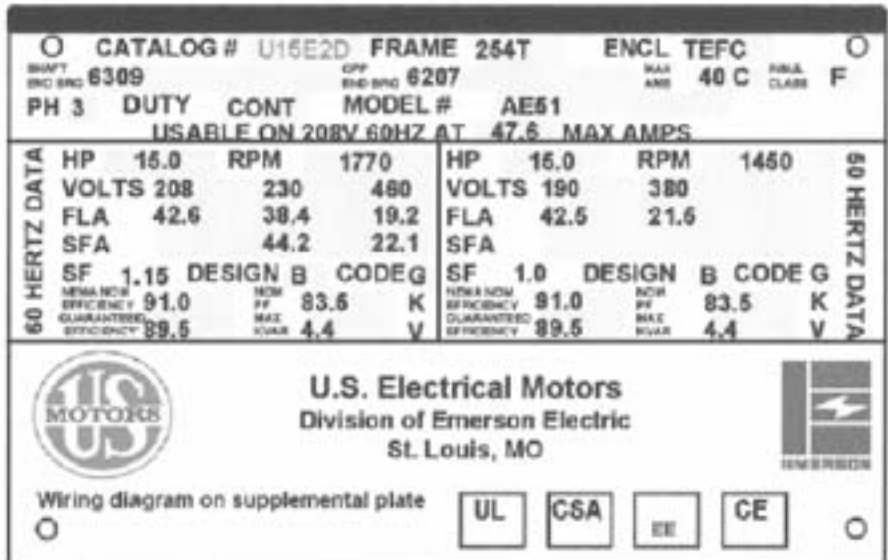 CATALOG # U15E2D FRAME 254T ENCL TEFC
SHAFT END BRG 6309 OPP END BRG 6207 MAX AMB 40 C INSUL CLASS F
PH 3 DUTY CONT MODEL # AE51
USABLE ON 208V 60HZ AT 47.6 MAX AMPS
60 HERTZ DATA
HP 15.0 RPM 1770
VOLTS 208 230 460
FLA 42.6 38.4 19.2
SFA 44.2 22.1
SF 1.15 DESIGN B CODE G
NEMA NOM EFFICIENCY 91.0 NOM PF 83.5 K
GUARANTEED EFFICIENCY 89.5 MAX KVAR 4.4 V
HP 15.0 RPM 1450
VOLTS 190 380
FLA 42.5 21.5
SFA
SF 1.0 DESIGN B CODE G
NEMA NOM EFFICIENCY 91.0 NOM PF 83.5 K
GUARANTEED EFFICIENCY 89.5 MAX KVAR 4.4 V
50 HERTZ DATA
US
MOTORS
U.S. Electrical Motors
Division of Emerson Electric
St. Louis, MO
EMERSON
Wiring diagram on supplemental plate
UL CSA EE CE